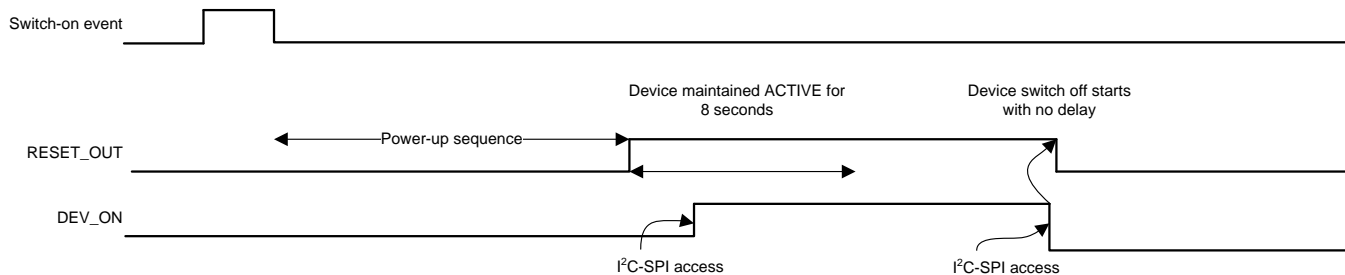 Switch-on event
Device maintained ACTIVE for
8 seconds
Device switch off starts
with no delay
Power-up sequence
RESET_OUT
DEV_ON
I²C-SPI access
I²C-SPI access